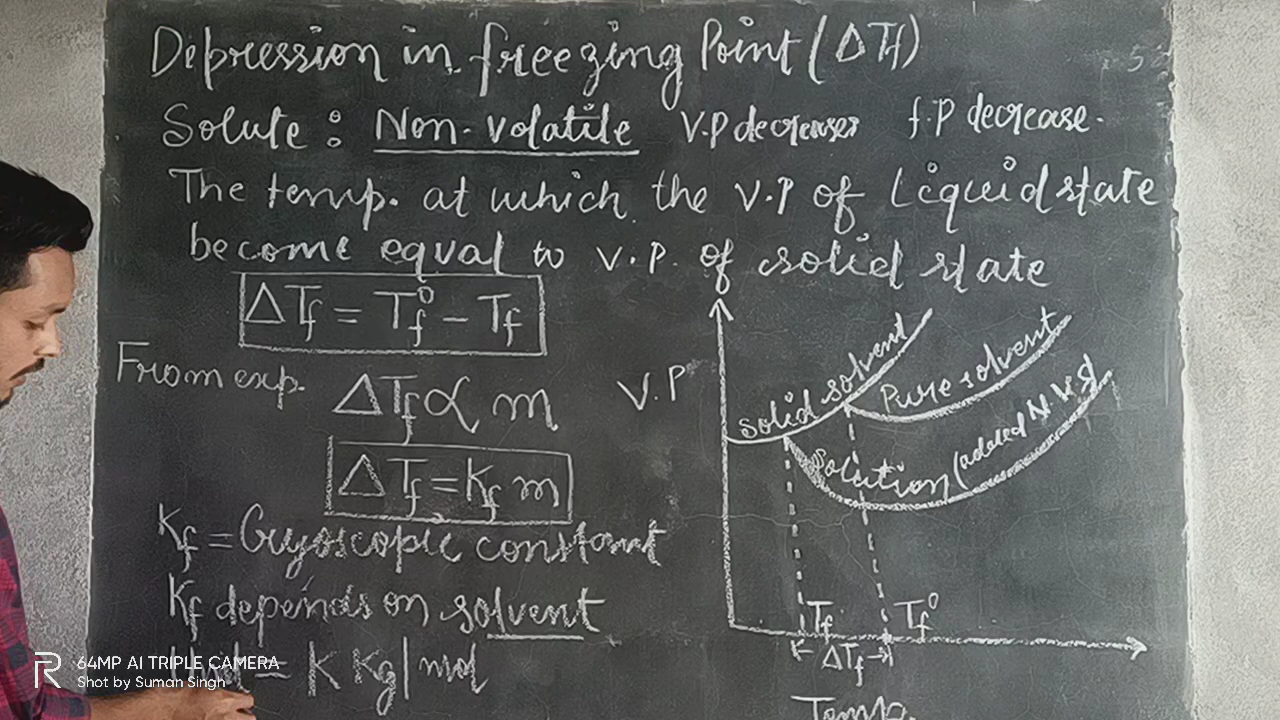 Depression in freezing Point (ΔTf)
Solute : Non-volatile V.P decreases f.P decrease.
The temp. at which the V.P of Liquid state
become equal to V.P. of solid state
ΔTf = Tf° - Tf
From exp.
ΔTf ∝ m
ΔTf = Kf m
Kf = Cryoscopic constant
Kf depends on solvent
= K Kg/mol
V.P
solid solvent
Pure solvent
Solution (added N.V.S)
Tf Tf°
ΔTf
Temp.
64MP AI TRIPLE CAMERA
Shot by Suman Singh